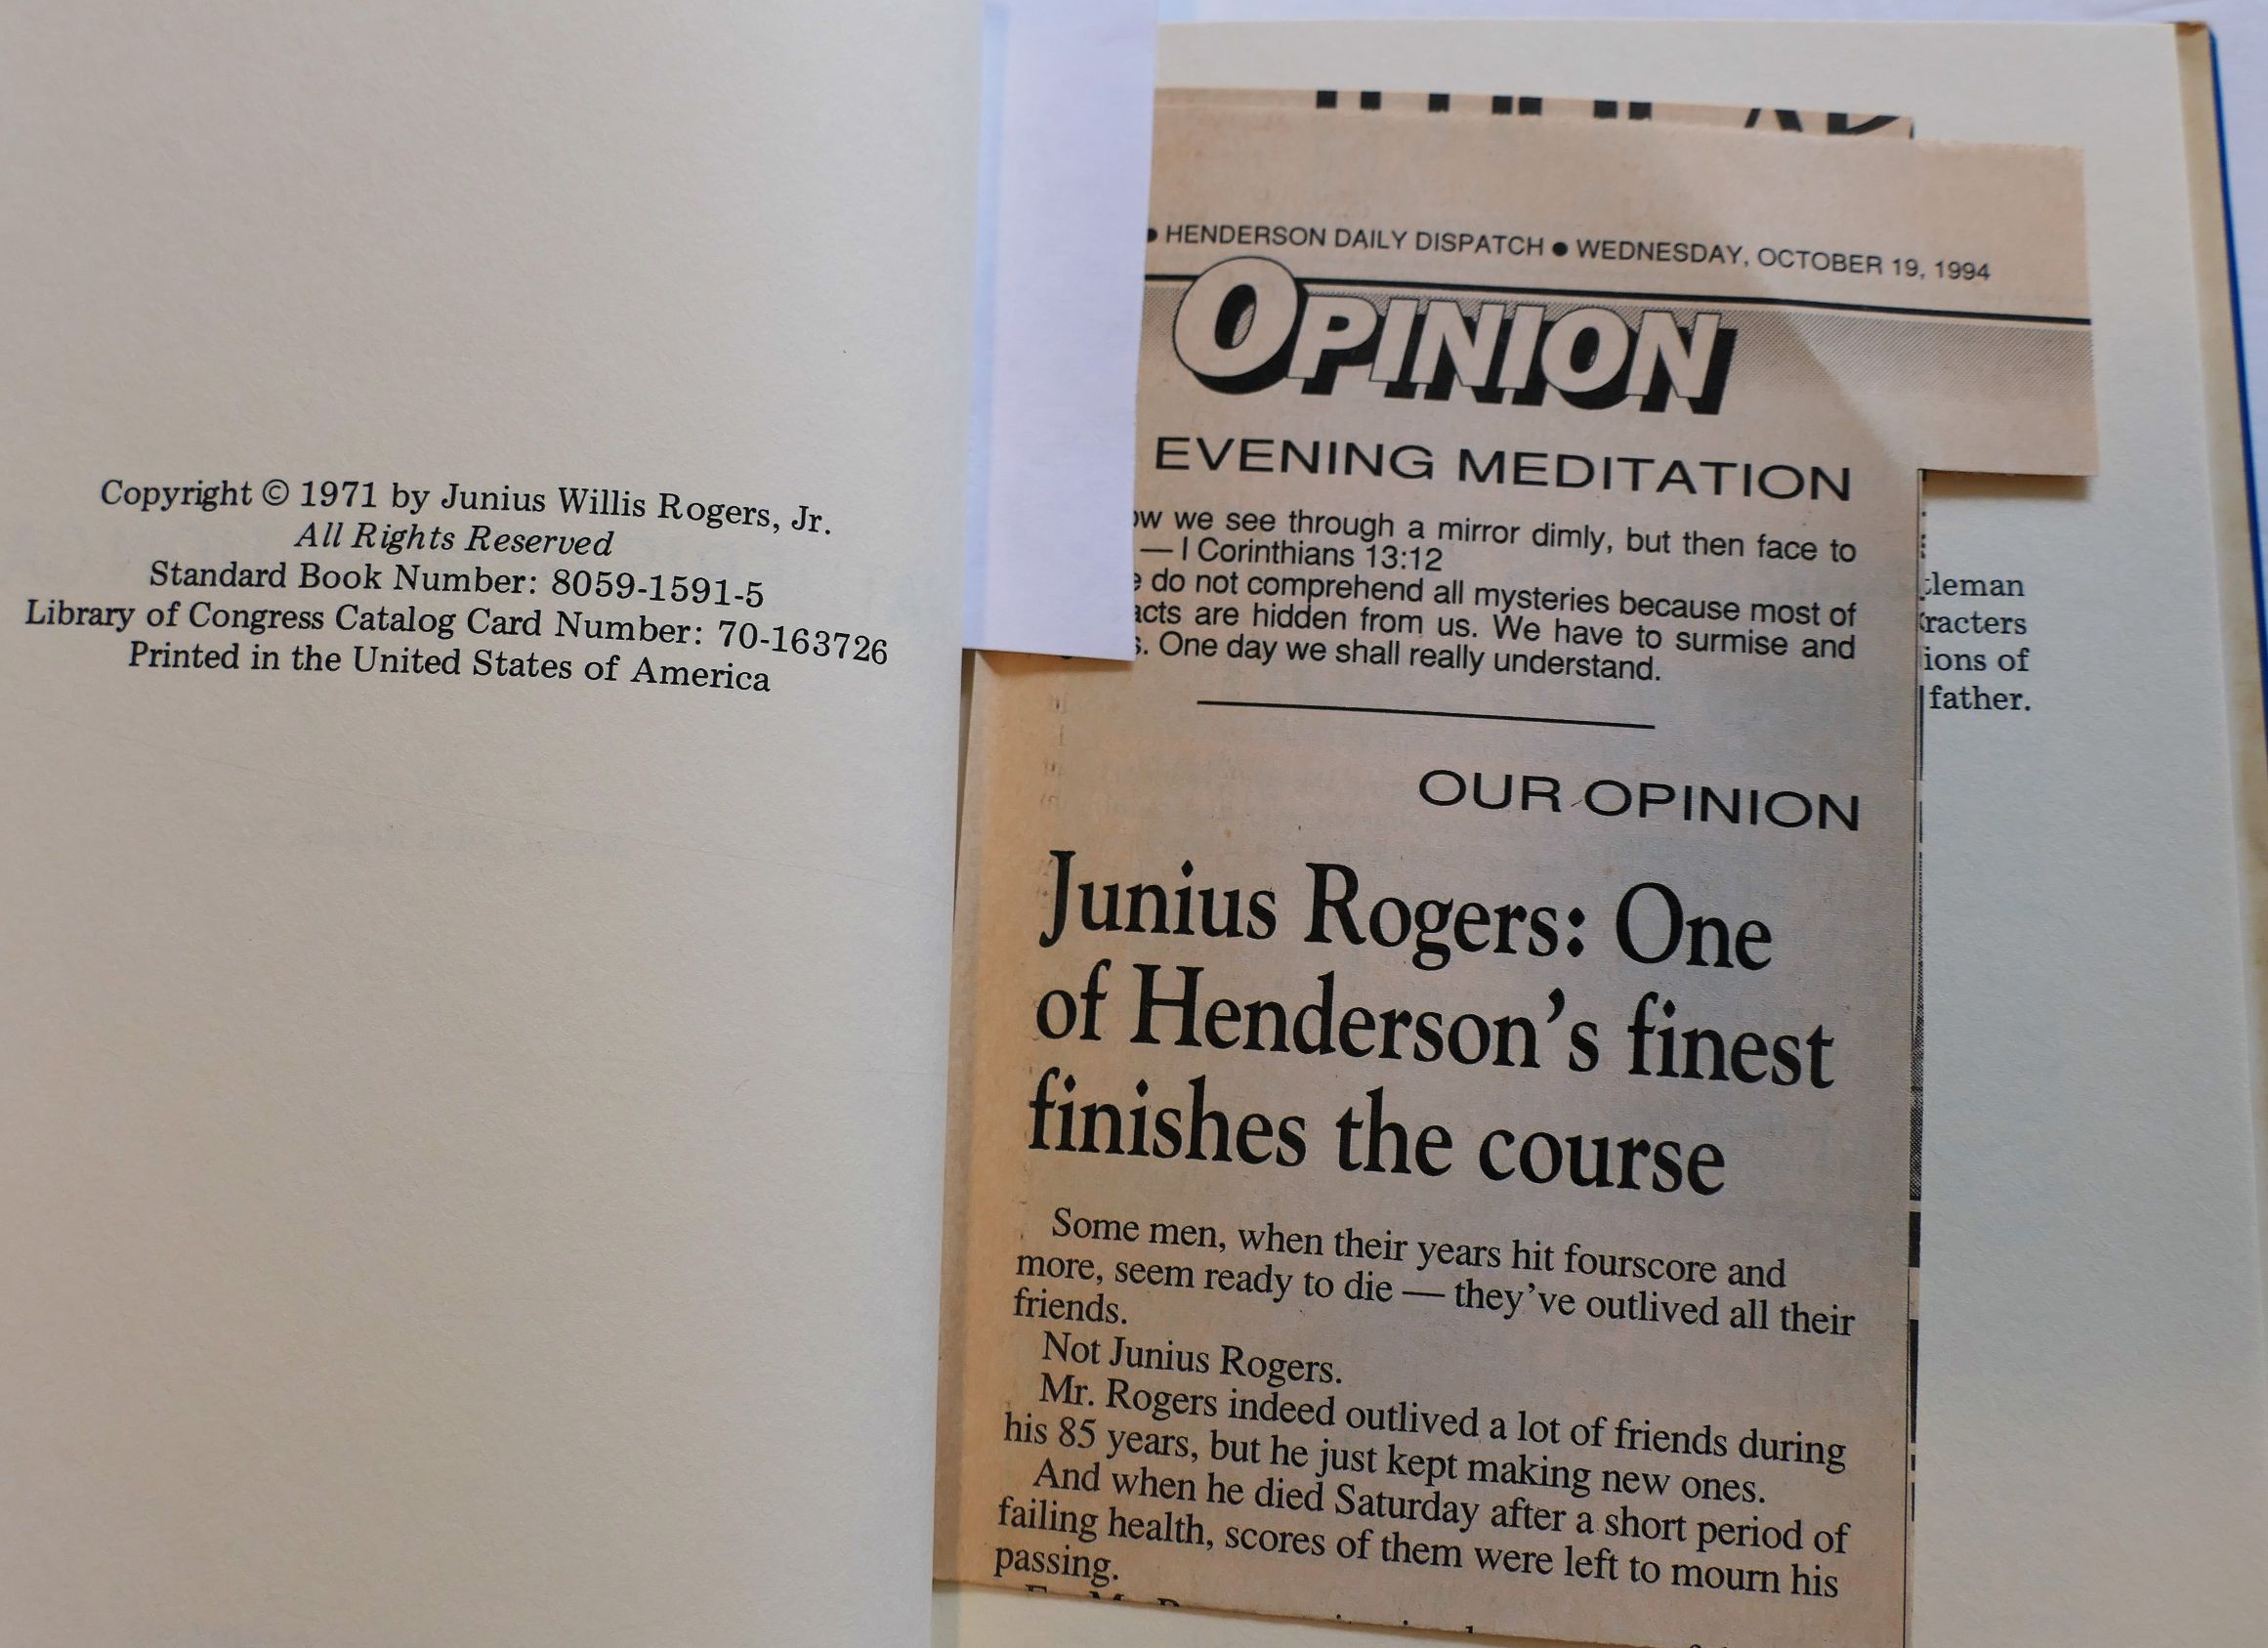 Copyright © 1971 by Junius Willis Rogers, Jr.
All Rights Reserved
Standard Book Number: 8059-1591-5
Library of Congress Catalog Card Number: 70-163726
Printed in the United States of America
● HENDERSON DAILY DISPATCH ● WEDNESDAY, OCTOBER 19, 1994
OPINION
EVENING MEDITATION
ow we see through a mirror dimly, but then face to
— I Corinthians 13:12
e do not comprehend all mysteries because most of
acts are hidden from us. We have to surmise and
s. One day we shall really understand.
OUR OPINION
Junius Rogers: One
of Henderson's finest
finishes the course
Some men, when their years hit fourscore and
more, seem ready to die — they've outlived all their
friends.
Not Junius Rogers.
Mr. Rogers indeed outlived a lot of friends during
his 85 years, but he just kept making new ones.
And when he died Saturday after a short period of
failing health, scores of them were left to mourn his
passing.
tleman
racters
ions of
father.